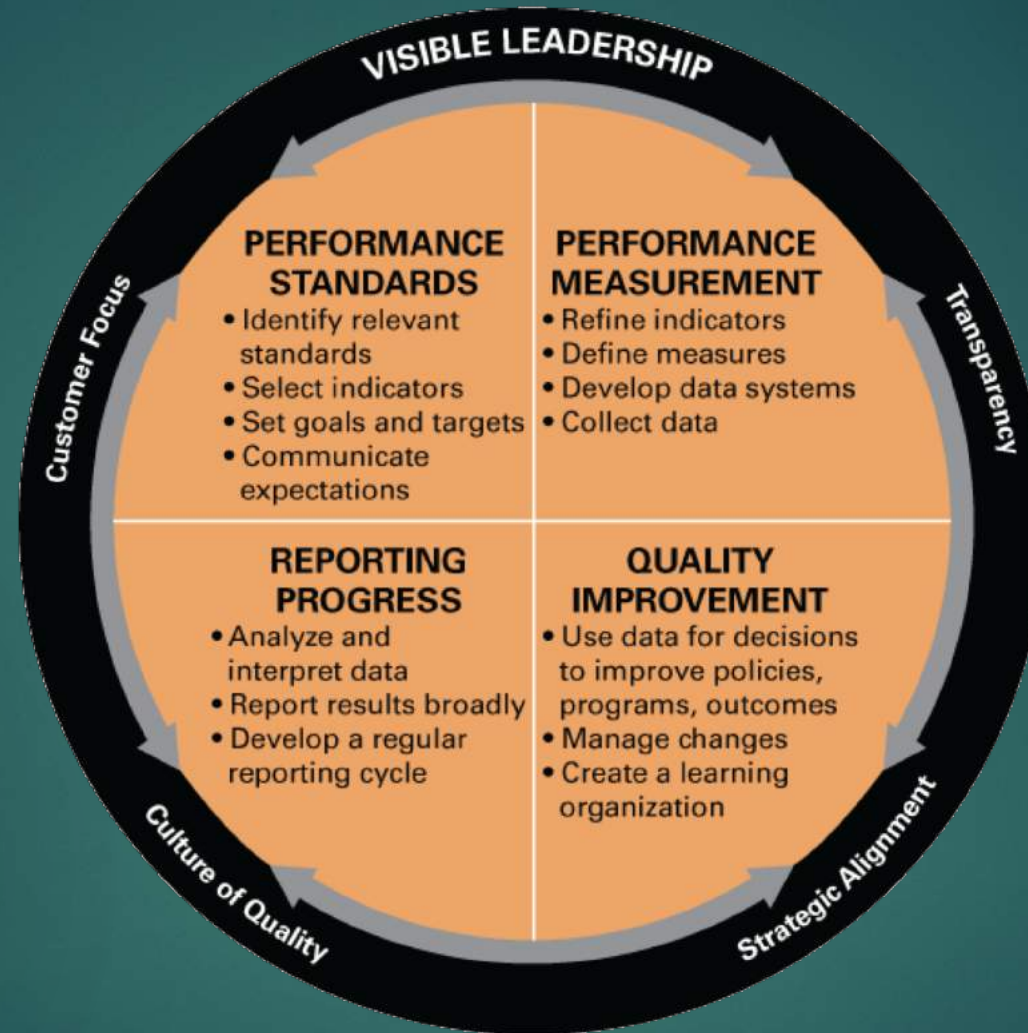 VISIBLE LEADERSHIP
Customer Focus
Transparency
PERFORMANCE
STANDARDS
• Identify relevant
standards
• Select indicators
• Set goals and targets
• Communicate
expectations
PERFORMANCE
MEASUREMENT
• Refine indicators
• Define measures
• Develop data systems
• Collect data
REPORTING
PROGRESS
• Analyze and
interpret data
• Report results broadly
• Develop a regular
reporting cycle
QUALITY
IMPROVEMENT
• Use data for decisions
to improve policies,
programs, outcomes
• Manage changes
• Create a learning
organization
Culture of Quality
Strategic Alignment